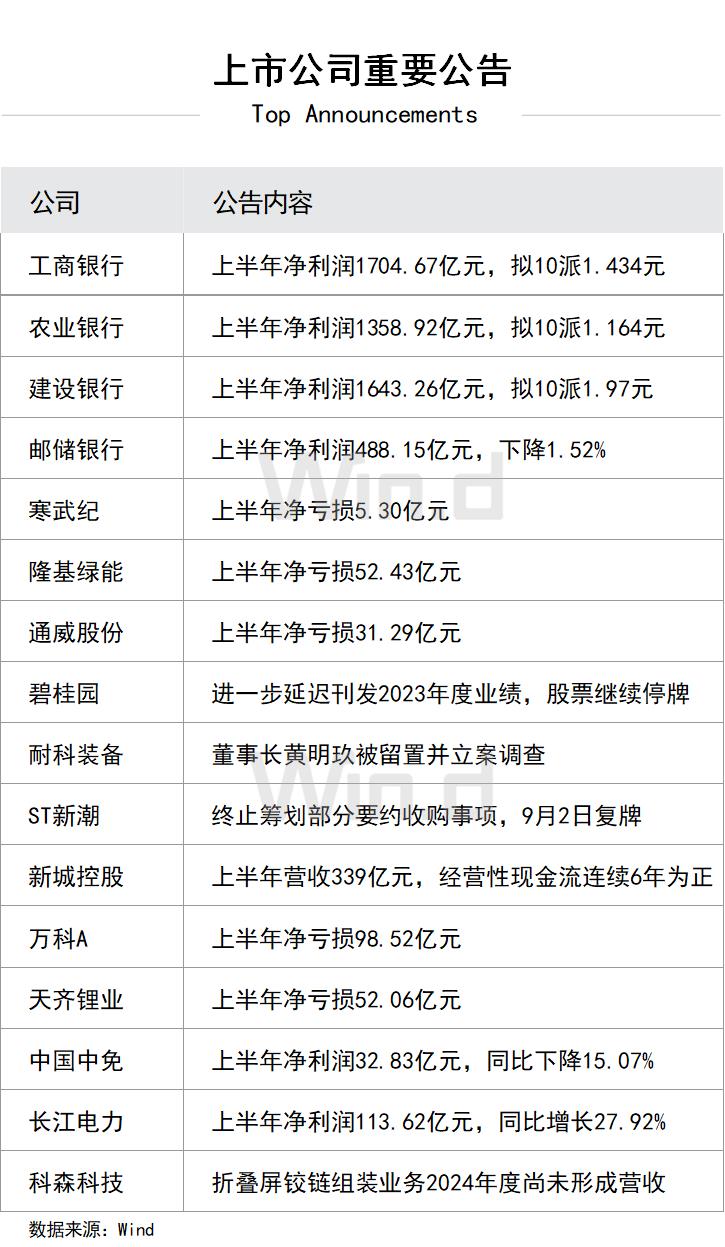 上市公司重要公告
Top Announcements
公司 公告内容
工商银行 上半年净利润1704.67亿元，拟10派1.434元
农业银行 上半年净利润1358.92亿元，拟10派1.164元
建设银行 上半年净利润1643.26亿元，拟10派1.97元
邮储银行 上半年净利润488.15亿元，下降1.52%
寒武纪 上半年净亏损5.30亿元
隆基绿能 上半年净亏损52.43亿元
通威股份 上半年净亏损31.29亿元
碧桂园 进一步延迟刊发2023年度业绩，股票继续停牌
耐科装备 董事长黄明玖被留置并立案调查
ST新潮 终止筹划部分要约收购事项，9月2日复牌
新城控股 上半年营收339亿元，经营性现金流连续6年为正
万科A 上半年净亏损98.52亿元
天齐锂业 上半年净亏损52.06亿元
中国中免 上半年净利润32.83亿元，同比下降15.07%
长江电力 上半年净利润113.62亿元，同比增长27.92%
科森科技 折叠屏铰链组装业务2024年度尚未形成营收
数据来源：Wind
Win.d
Win.d